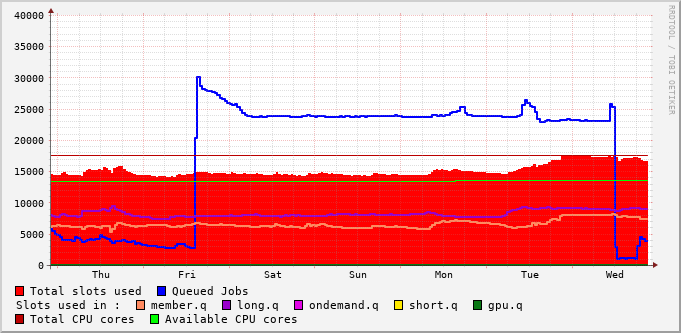 RRDTOOL / TOBI OETIKER
40000
35000
30000
25000
20000
15000
10000
5000
0
Thu Fri Sat Sun Mon Tue Wed
Total slots used Queued Jobs
Slots used in : member.q long.q ondemand.q short.q gpu.q
Total CPU cores Available CPU cores